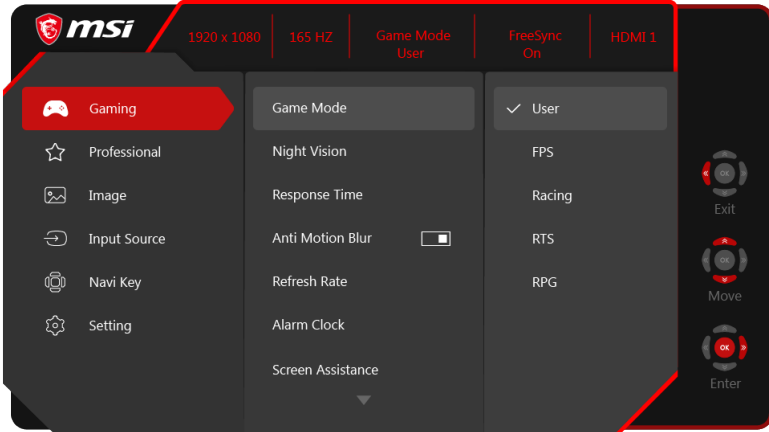 msi
1920 x 1080
165 HZ
Game Mode
User
FreeSync
On
HDMI 1
Gaming
Professional
Image
Input Source
Navi Key
Setting
Game Mode
Night Vision
Response Time
Anti Motion Blur
Refresh Rate
Alarm Clock
Screen Assistance
User
FPS
Racing
RTS
RPG
OK
Exit
OK
Move
OK
Enter